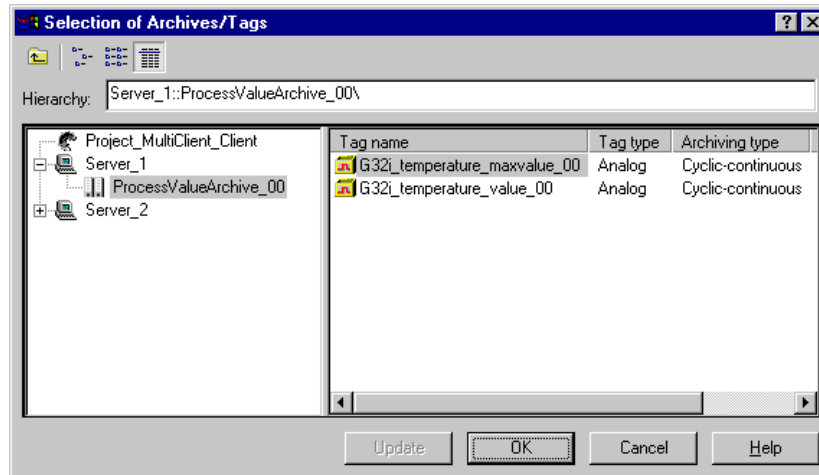 Selection of Archives/Tags
Hierarchy: Server_1::ProcessValueArchive_00\
Project_MultiClient_Client
Server_1
ProcessValueArchive_00
Server_2
Tag name Tag type Archiving type
G32i_temperature_maxvalue_00 Analog Cyclic-continuous
G32i_temperature_value_00 Analog Cyclic-continuous
Update OK Cancel Help